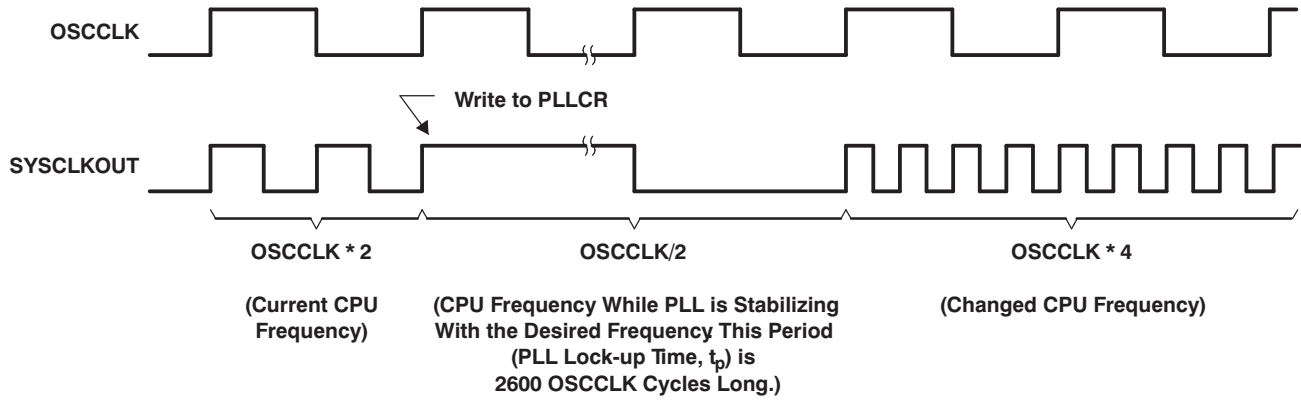 OSCCLK
Write to PLLCR
SYSCLKOUT
OSCCLK * 2
OSCCLK/2
OSCCLK * 4
(Current CPU
Frequency)
(CPU Frequency While PLL is Stabilizing
With the Desired Frequency. This Period
(PLL Lock-up Time, tp) is
2600 OSCCLK Cycles Long.)
(Changed CPU Frequency)